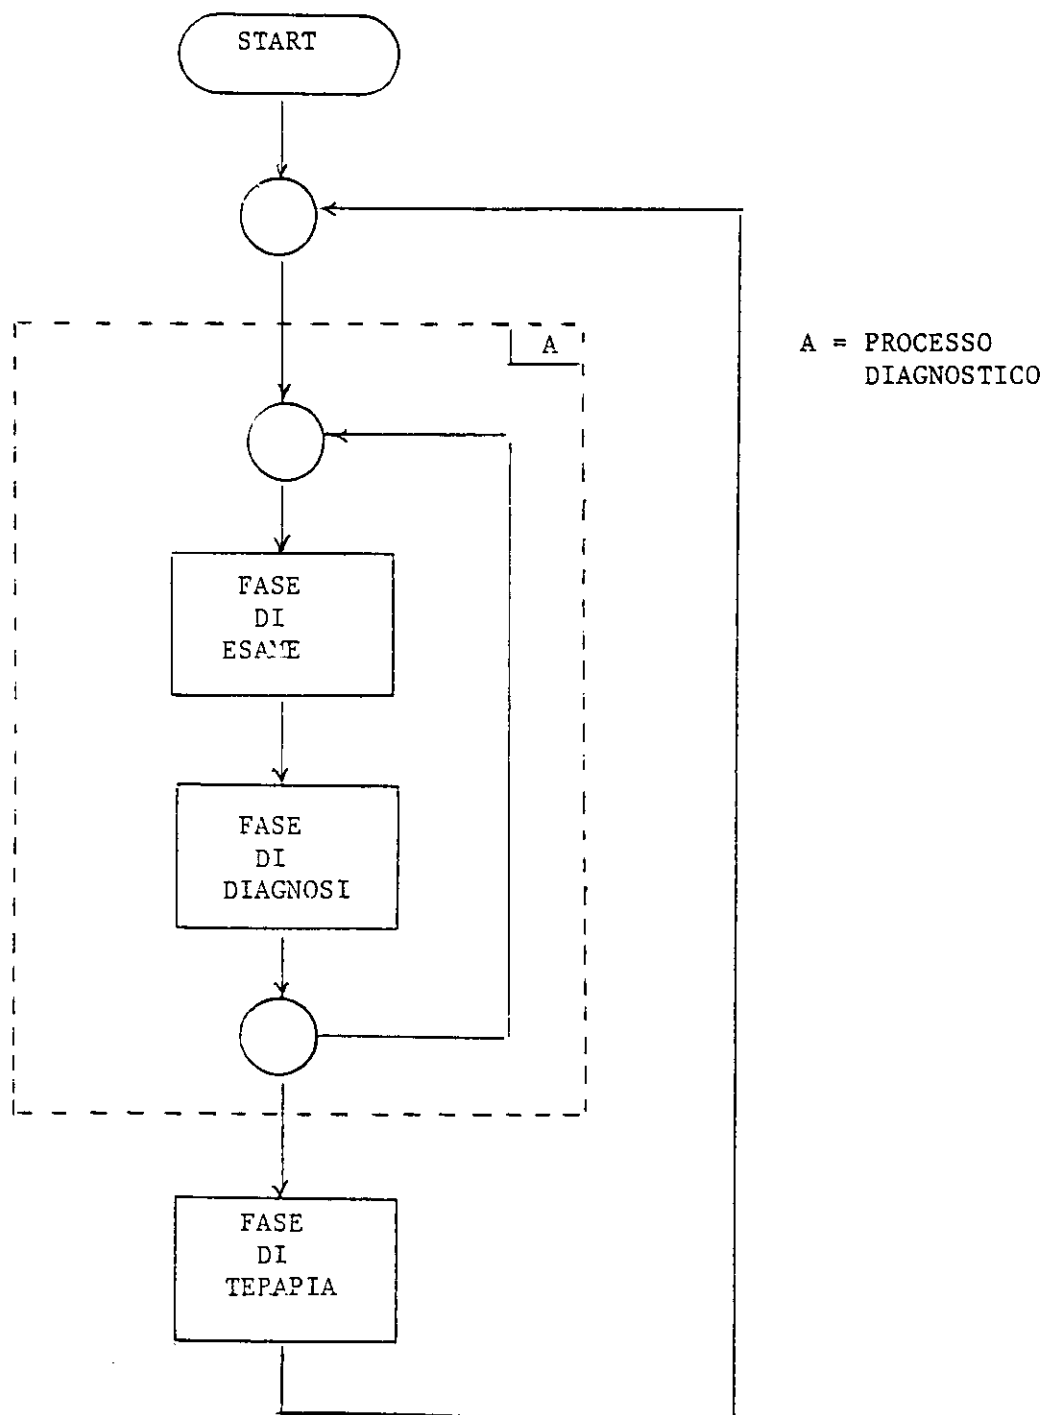 START
A
A = PROCESSO
DIAGNOSTICO
FASE
DI
ESAME
FASE
DI
DIAGNOSI
FASE
DI
TERAPIA